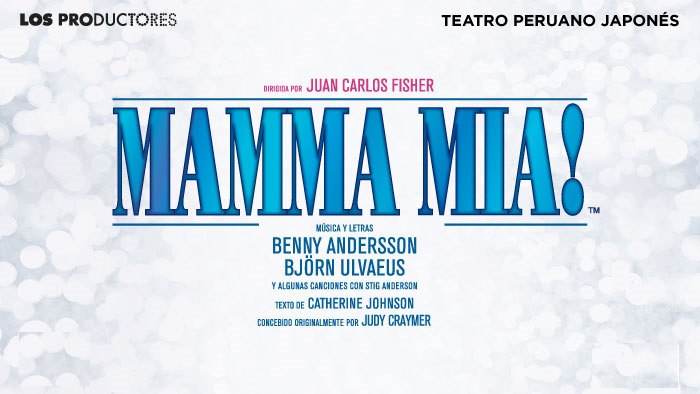 LOS PRODUCTORES
TEATRO PERUANO JAPONÉS
DIRIGIDA POR JUAN CARLOS FISHER
MAMMA MIA!™
MÚSICA Y LETRAS
BENNY ANDERSSON
BJÖRN ULVAEUS
Y ALGUNAS CANCIONES CON STIG ANDERSON
TEXTO DE CATHERINE JOHNSON
CONCEBIDO ORIGINALMENTE POR JUDY CRAYMER